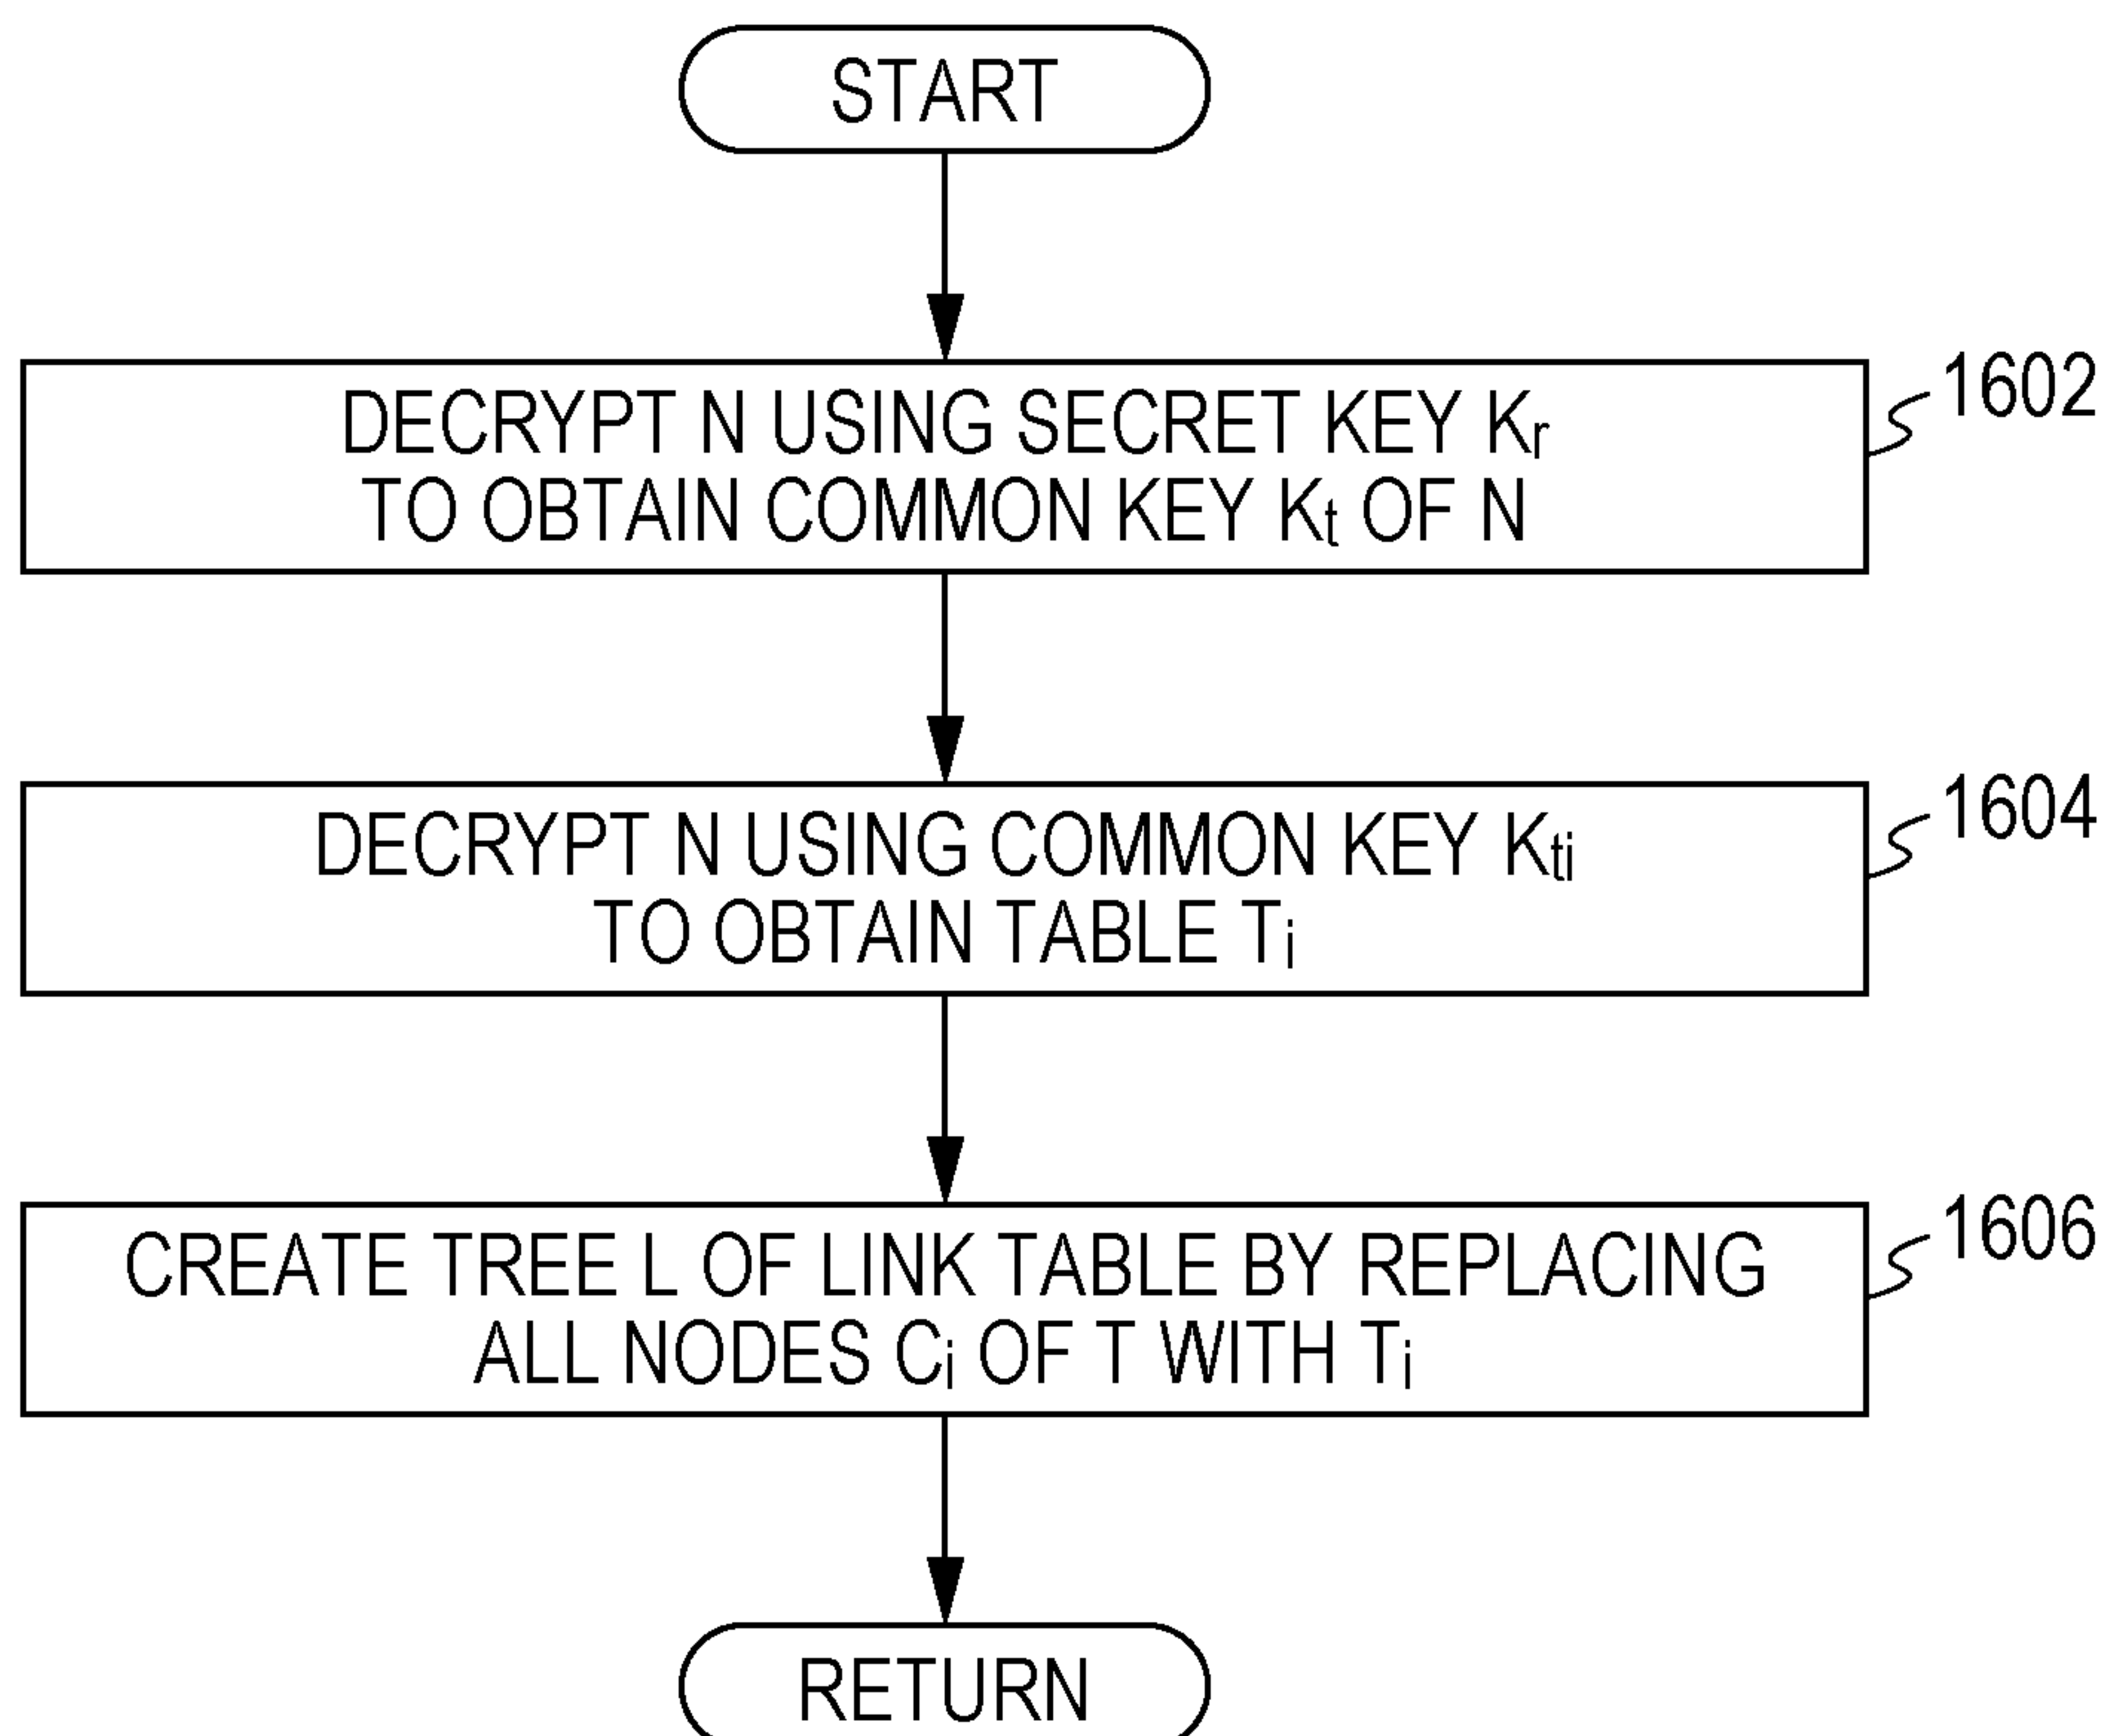 START
DECRYPT N USING SECRET KEY Kr
TO OBTAIN COMMON KEY Kt OF N
1602
DECRYPT N USING COMMON KEY Kti
TO OBTAIN TABLE Ti
1604
CREATE TREE L OF LINK TABLE BY REPLACING
ALL NODES Ci OF T WITH Ti
1606
RETURN